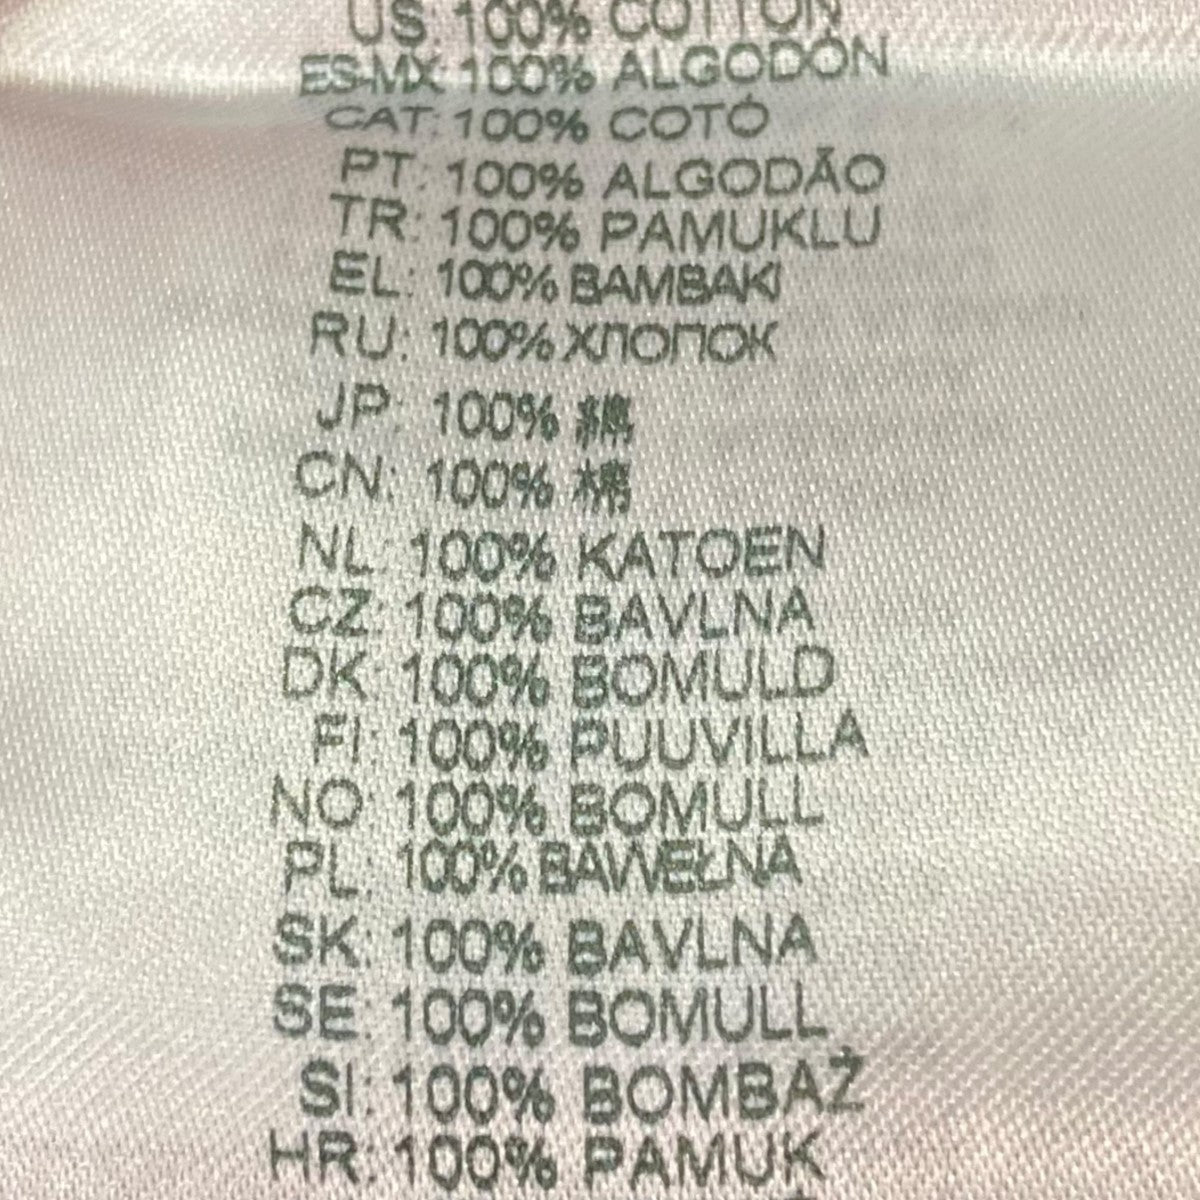 US: 100% COTTON
ES-MX: 100% ALGODÓN
CAT: 100% COTÓ
PT: 100% ALGODÃO
TR: 100% PAMUKLU
EL: 100% BAMBAKI
RU: 100% ХЛОПОК
JP: 100% 綿
CN: 100% 棉
NL: 100% KATOEN
CZ: 100% BAVLNA
DK: 100% BOMULD
FI: 100% PUUVILLA
NO: 100% BOMULL
PL: 100% BAWEŁNA
SK: 100% BAVLNA
SE: 100% BOMULL
SI: 100% BOMBAŻ
HR: 100% PAMUK